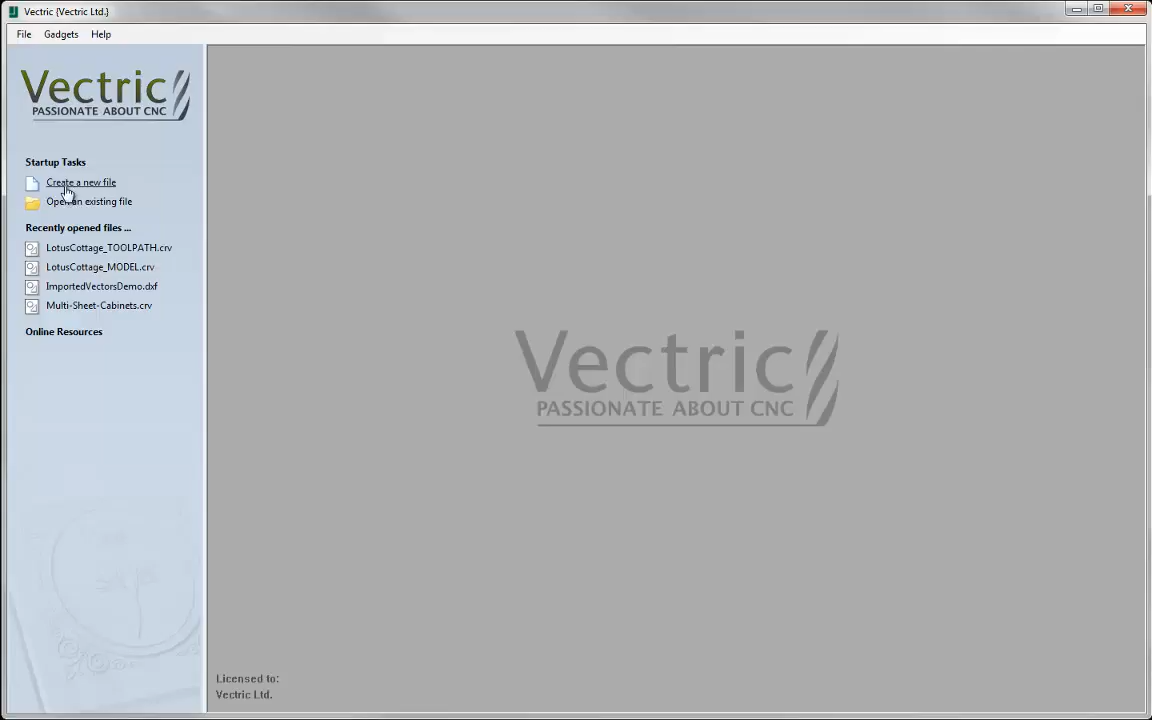 Vectric {Vectric Ltd.}
File Gadgets Help
Vectric
PASSIONATE ABOUT CNC
Startup Tasks
Create a new file
Open an existing file
Recently opened files ...
LotusCottage_TOOLPATH.crv
LotusCottage_MODEL.crv
ImportedVectorsDemo.dxf
Multi-Sheet-Cabinets.crv
Online Resources
Vectric
PASSIONATE ABOUT CNC
Licensed to:
Vectric Ltd.